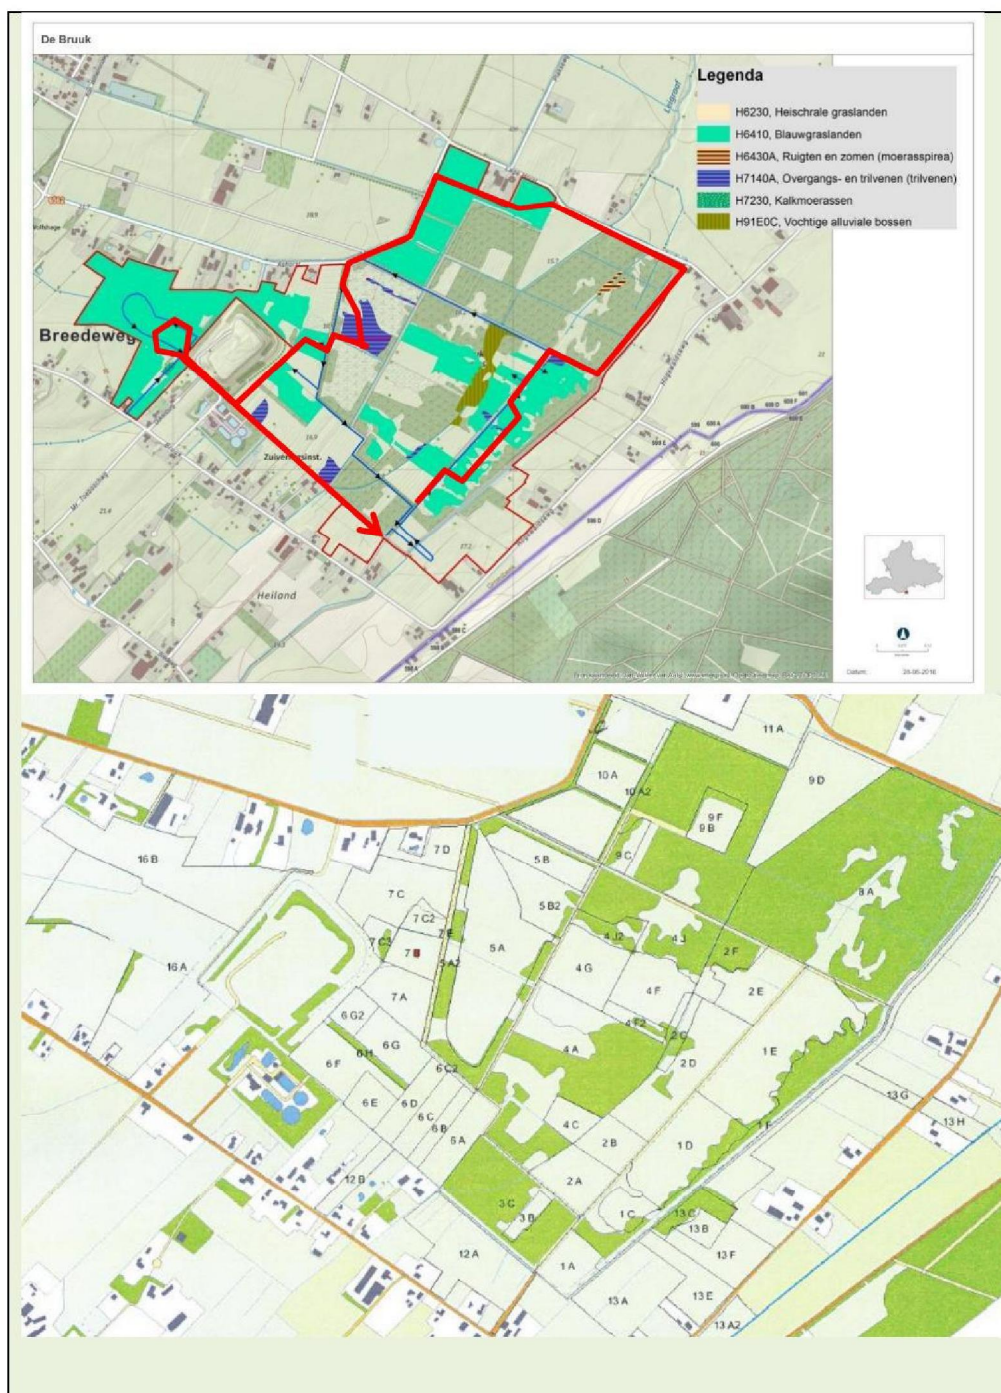 De Bruuk
Legenda
H6230, Heischrale graslanden
H6410, Blauwgraslanden
H6430A, Ruigten en zomen (moerasspirea)
H7140A, Overgangs- en trilvenen (trilvenen)
H7230, Kalkmoerassen
H91E0C, Vochtige alluviale bossen
Breedeweg
Zuiveringsinst.
Heiland
Datum:
11 A
10 A
9 D
10 A2
9 F
9 B
16 B
7 D
5 B
9 C
7 C
8 A
7 C2
5 B2
7 C3
4 J2
4 J
5 A
2 F
16 A
5 A2
4 G
7 A
4 F
2 E
6 G2
4 F2
6 G
6 H
4 A
1 E
6 F
6 C2
2 D
6 E
6 D
6 C
6 B
13 G
13 H
4 C
6 A
2 B
1 D
12 B
2 A
3 C
3 B
1 C
13 C
13 B
12 A
13 F
1 A
13 A
13 E
13 A2